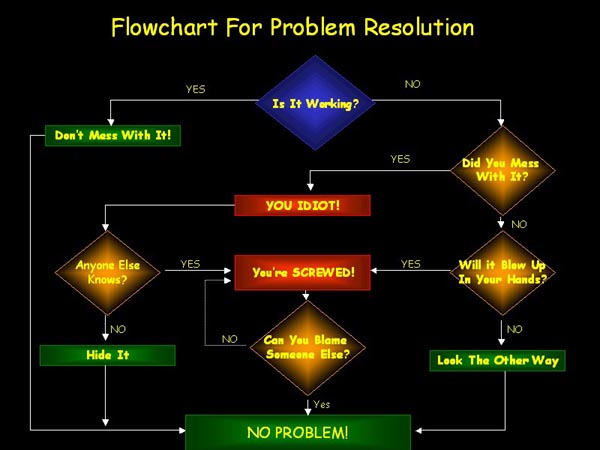 Flowchart For Problem Resolution
YES
NO
Is It Working?
Don't Mess With It!
YES
Did You Mess
With It?
YOU IDIOT!
NO
Anyone Else
Knows?
YES
You're SCREWED!
YES
Will it Blow Up
In Your Hands?
NO
NO
Can You Blame
Someone Else?
NO
Hide It
Look The Other Way
Yes
NO PROBLEM!